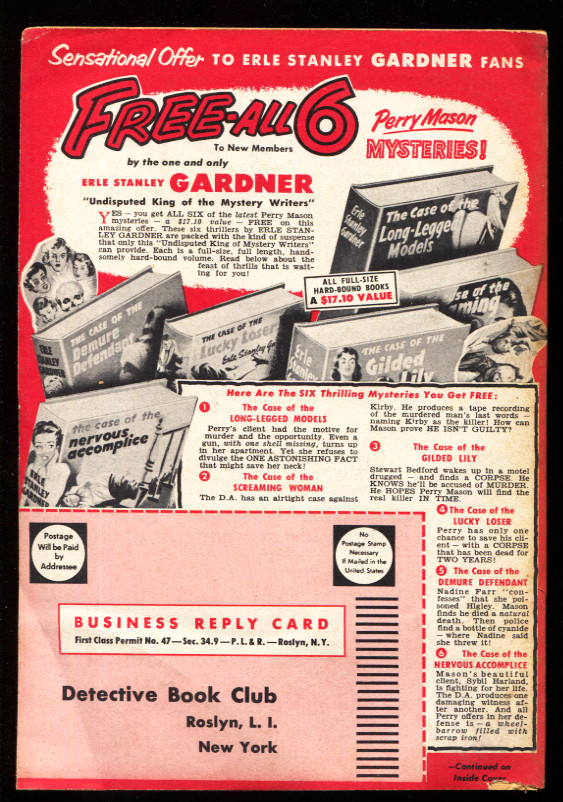 Sensational Offer TO ERLE STANLEY GARDNER FANS
FREE-ALL 6
To New Members
Perry Mason
MYSTERIES!
by the one and only
ERLE STANLEY GARDNER
"Undisputed King of the Mystery Writers"
YES — you get ALL SIX of the latest Perry Mason
mysteries — a $17.10 value — FREE on this
amazing offer. These six thrillers by ERLE STAN-
LEY GARDNER are packed with the kind of suspense
that only this "Undisputed King of Mystery Writers"
can provide. Each is a full-size, full length, hand-
somely hard-bound volume. Read below about the
feast of thrills that is wait-
ing for you!
Erle
Stanley
Gardner
The Case of the
Long-Legged
Models
ALL FULL-SIZE
HARD-BOUND BOOKS
A $17.10 VALUE
ERLE
STANLEY
GARDNER
THE CASE OF THE
Demure
Defendant
THE CASE OF THE
Lucky Loser
Erle Stanley Ga
Erle
Stanley
THE CASE OF THE
Gilded
Lily
se of the
ming
the case of the
nervous
accomplice
ERLE
STANLEY
GARDNER
Here Are The SIX Thrilling Mysteries You Get FREE:
1 The Case of the
LONG-LEGGED MODELS
Perry's client had the motive for
murder and the opportunity. Even a
gun, with one shell missing, turns up
in her apartment. Yet she refuses to
divulge the ONE ASTONISHING FACT
that might save her neck!
2 The Case of the
SCREAMING WOMAN
The D.A. has an airtight case against
Kirby. He produces a tape recording
of the murdered man's last words —
naming Kirby as the killer! How can
Mason prove HE ISN'T GUILTY?
3 The Case of the
GILDED LILY
Stewart Bedford wakes up in a motel
drugged — and finds a CORPSE. He
KNOWS he'll be accused of MURDER.
He HOPES Perry Mason will find the
real killer IN TIME.
4 The Case of the
LUCKY LOSER
Perry has only one
chance to save his cli-
ent — with a CORPSE
that has been dead for
TWO YEARS!
5 The Case of the
DEMURE DEFENDANT
Nadine Farr "con-
fesses" that she poi-
soned Higley. Mason
finds he died a natural
death. Then police
find a bottle of cyanide
— where Nadine said
she threw it!
6 The Case of the
NERVOUS ACCOMPLICE
Mason's beautiful
client, Sybil Harland,
is fighting for her life.
The D.A. produces one
damaging witness af-
ter another. And all
Perry offers in her de-
fense is — a wheel-
barrow filled with
scrap iron!
—Continued on
Inside Cover
Postage
Will be Paid
by
Addressee
No
Postage Stamp
Necessary
If Mailed in the
United States
BUSINESS REPLY CARD
First Class Permit No. 47—Sec. 34.9—P. L. & R.—Roslyn, N. Y.
Detective Book Club
Roslyn, L. I.
New York